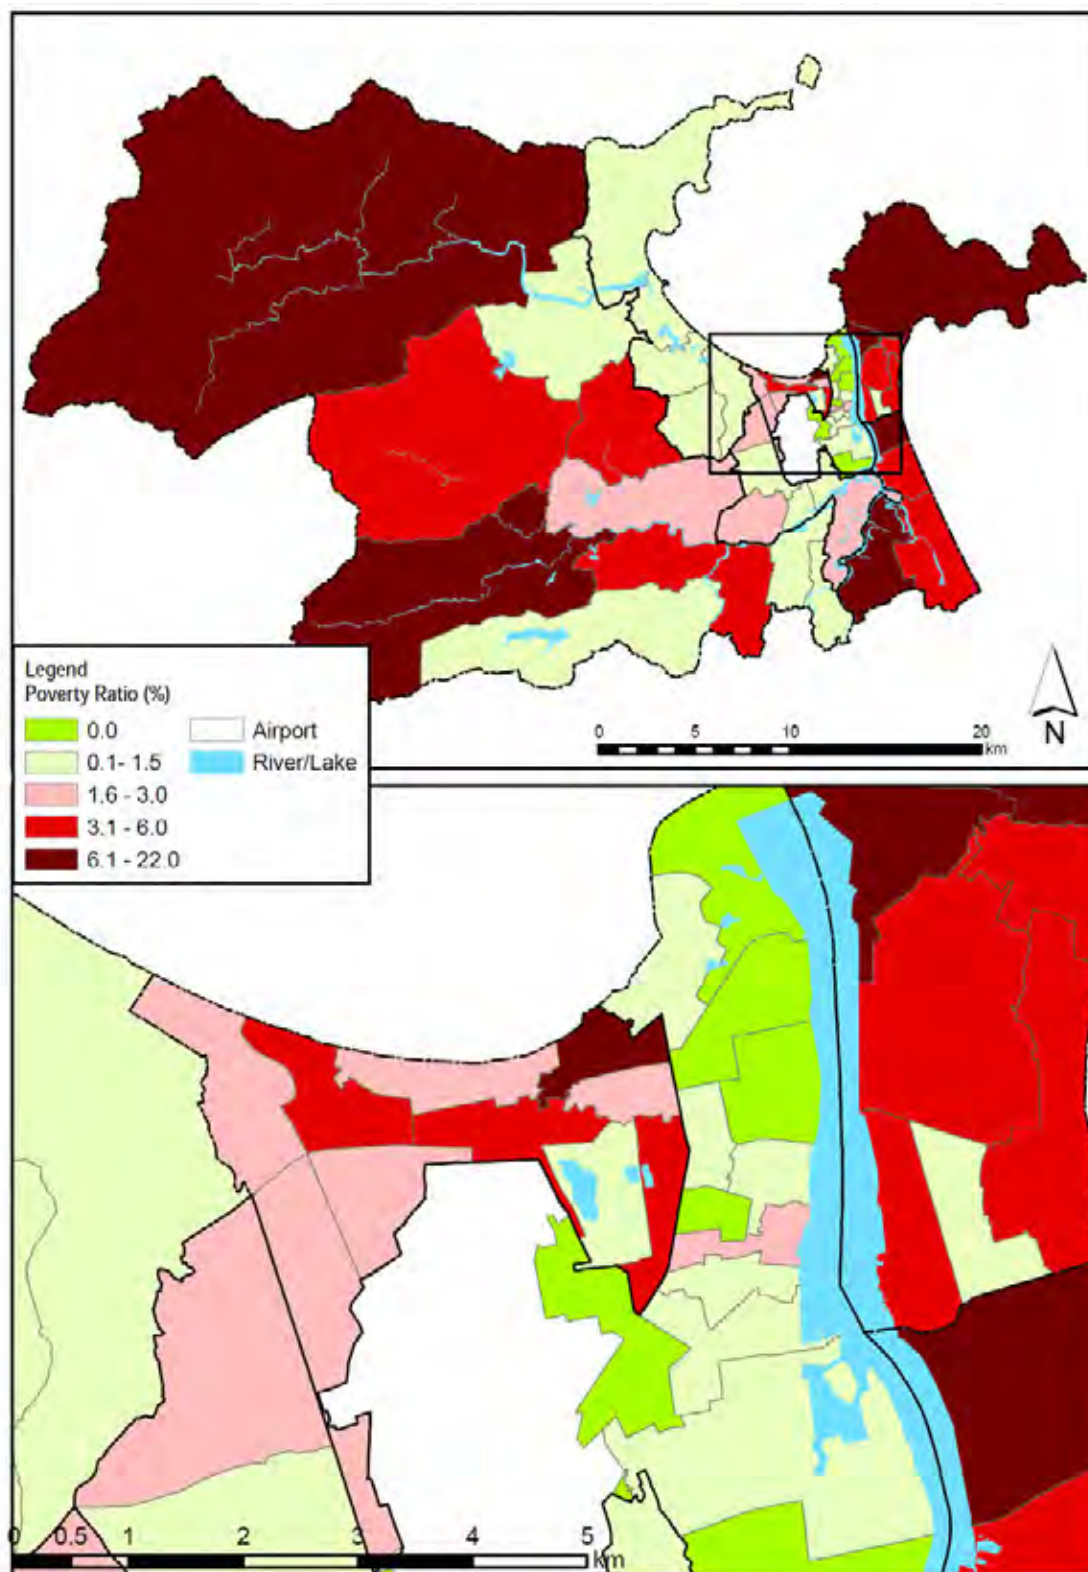 Legend
Poverty Ratio (%)
0.0
Airport
0.1- 1.5
River/Lake
1.6 - 3.0
3.1 - 6.0
6.1 - 22.0
N
0 5 10 20
km
0 0.5 1 2 3 4 5
km